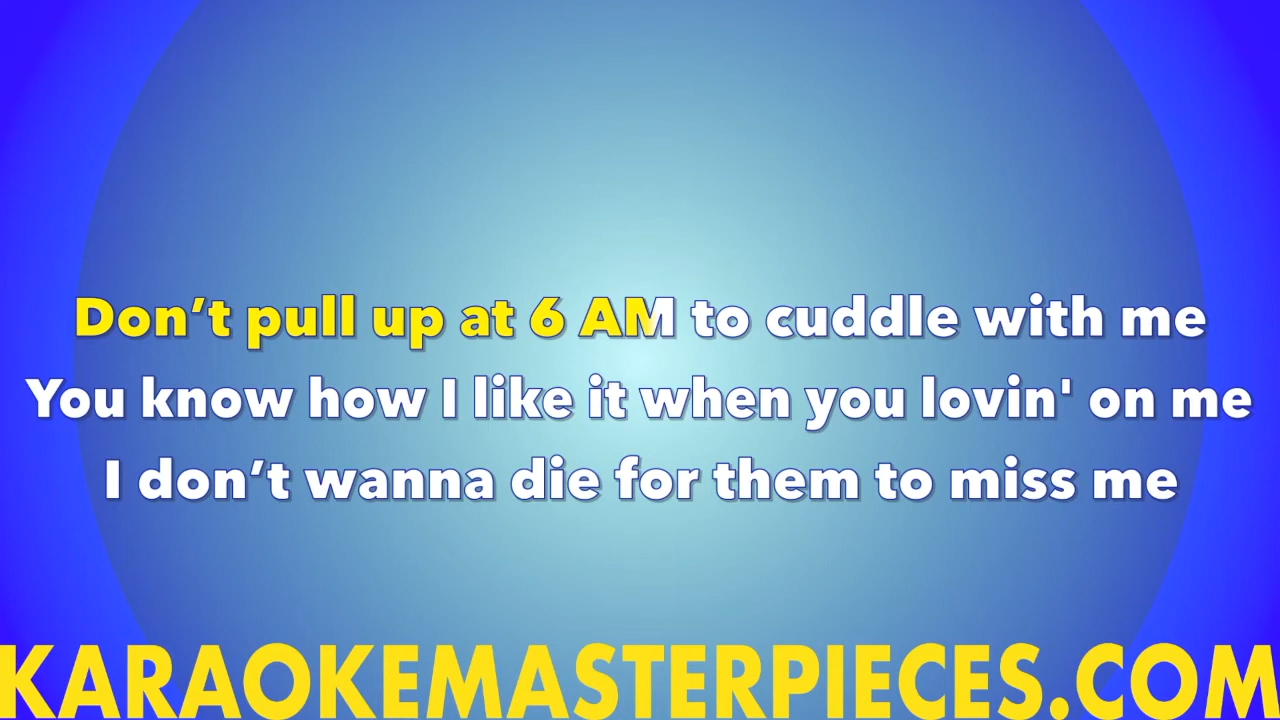 Don’t pull up at 6 AM to cuddle with me
You know how I like it when you lovin' on me
I don’t wanna die for them to miss me
KARAOKEMASTERPIECES.COM